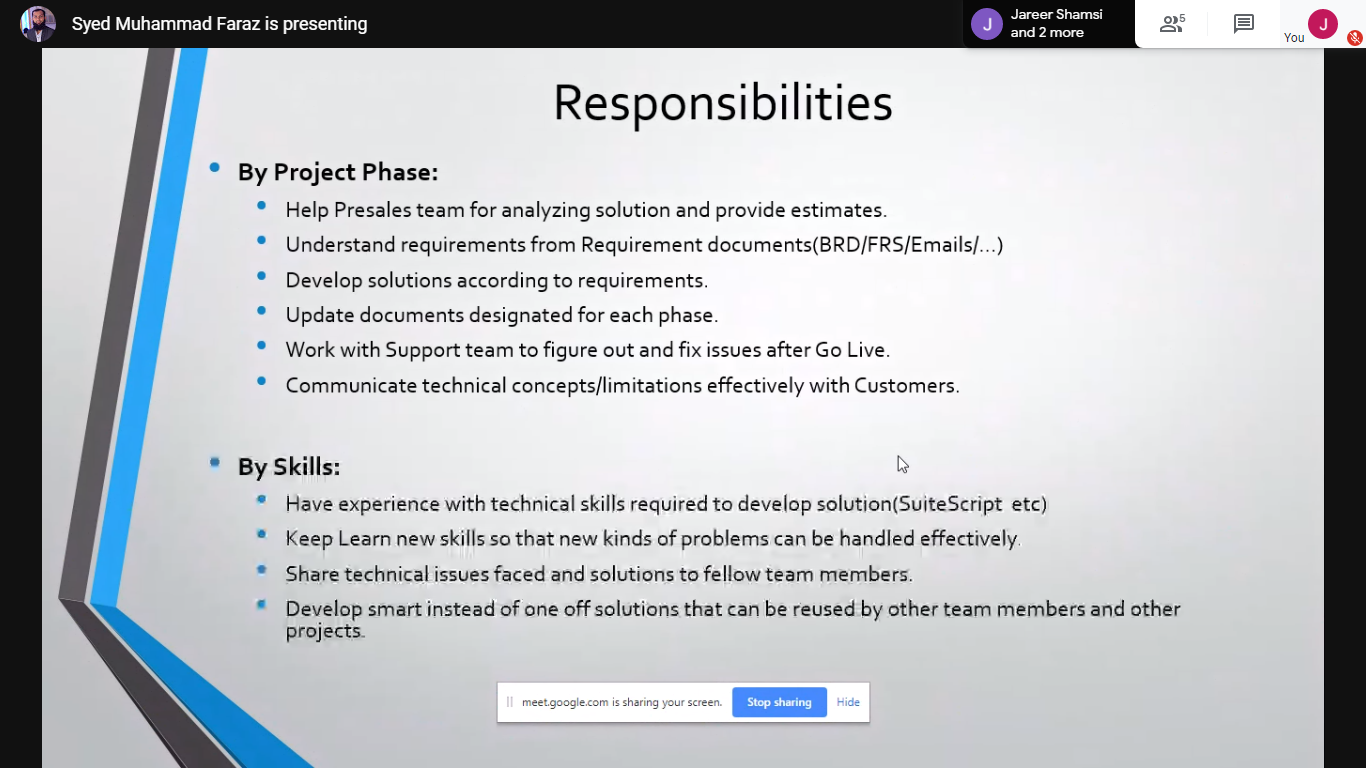 Syed Muhammad Faraz is presenting
Jareer Shamsi
and 2 more
5
You
J
J
Responsibilities
By Project Phase:
Help Presales team for analyzing solution and provide estimates.
Understand requirements from Requirement documents(BRD/FRS/Emails/...)
Develop solutions according to requirements.
Update documents designated for each phase.
Work with Support team to figure out and fix issues after Go Live.
Communicate technical concepts/limitations effectively with Customers.
By Skills:
Have experience with technical skills required to develop solution(SuiteScript etc)
Keep Learn new skills so that new kinds of problems can be handled effectively.
Share technical issues faced and solutions to fellow team members.
Develop smart instead of one off solutions that can be reused by other team members and other
projects.
meet.google.com is sharing your screen.
Stop sharing
Hide